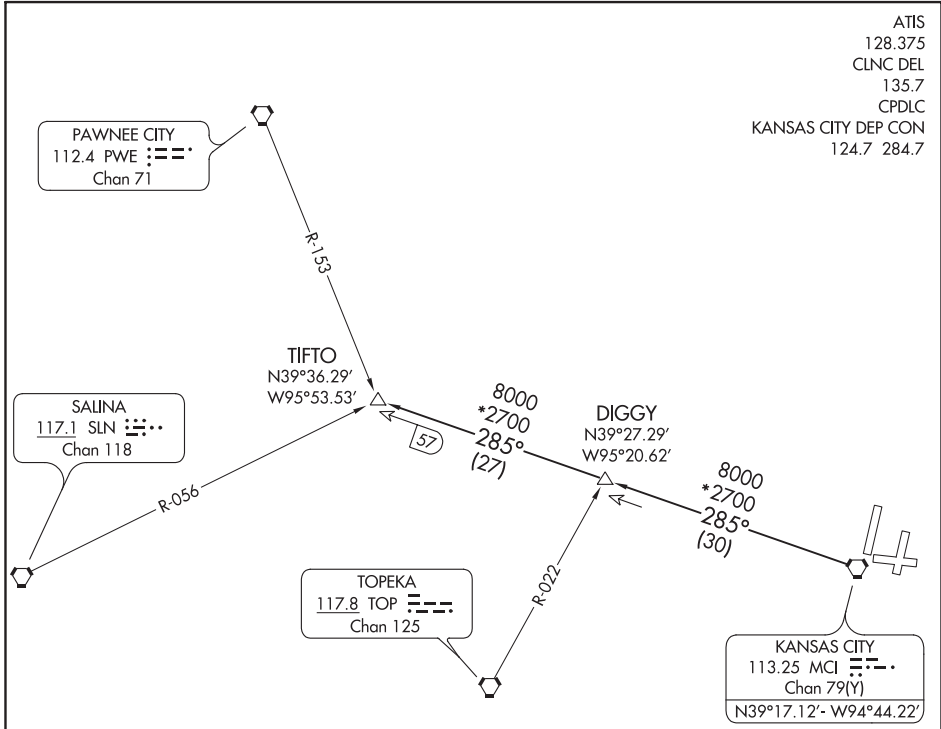 ATIS
128.375
CLNC DEL
135.7
CPDLC
KANSAS CITY DEP CON
124.7 284.7
PAWNEE CITY
112.4 PWE
Chan 71
R-153
TIFTO
N39°36.29'
W95°53.53'
8000
*2700
285°
(27)
57
DIGGY
N39°27.29'
W95°20.62'
8000
*2700
285°
(30)
SALINA
117.1 SLN
Chan 118
R-056
TOPEKA
117.8 TOP
Chan 125
R-022
KANSAS CITY
113.25 MCI
Chan 79(Y)
N39°17.12'- W94°44.22'